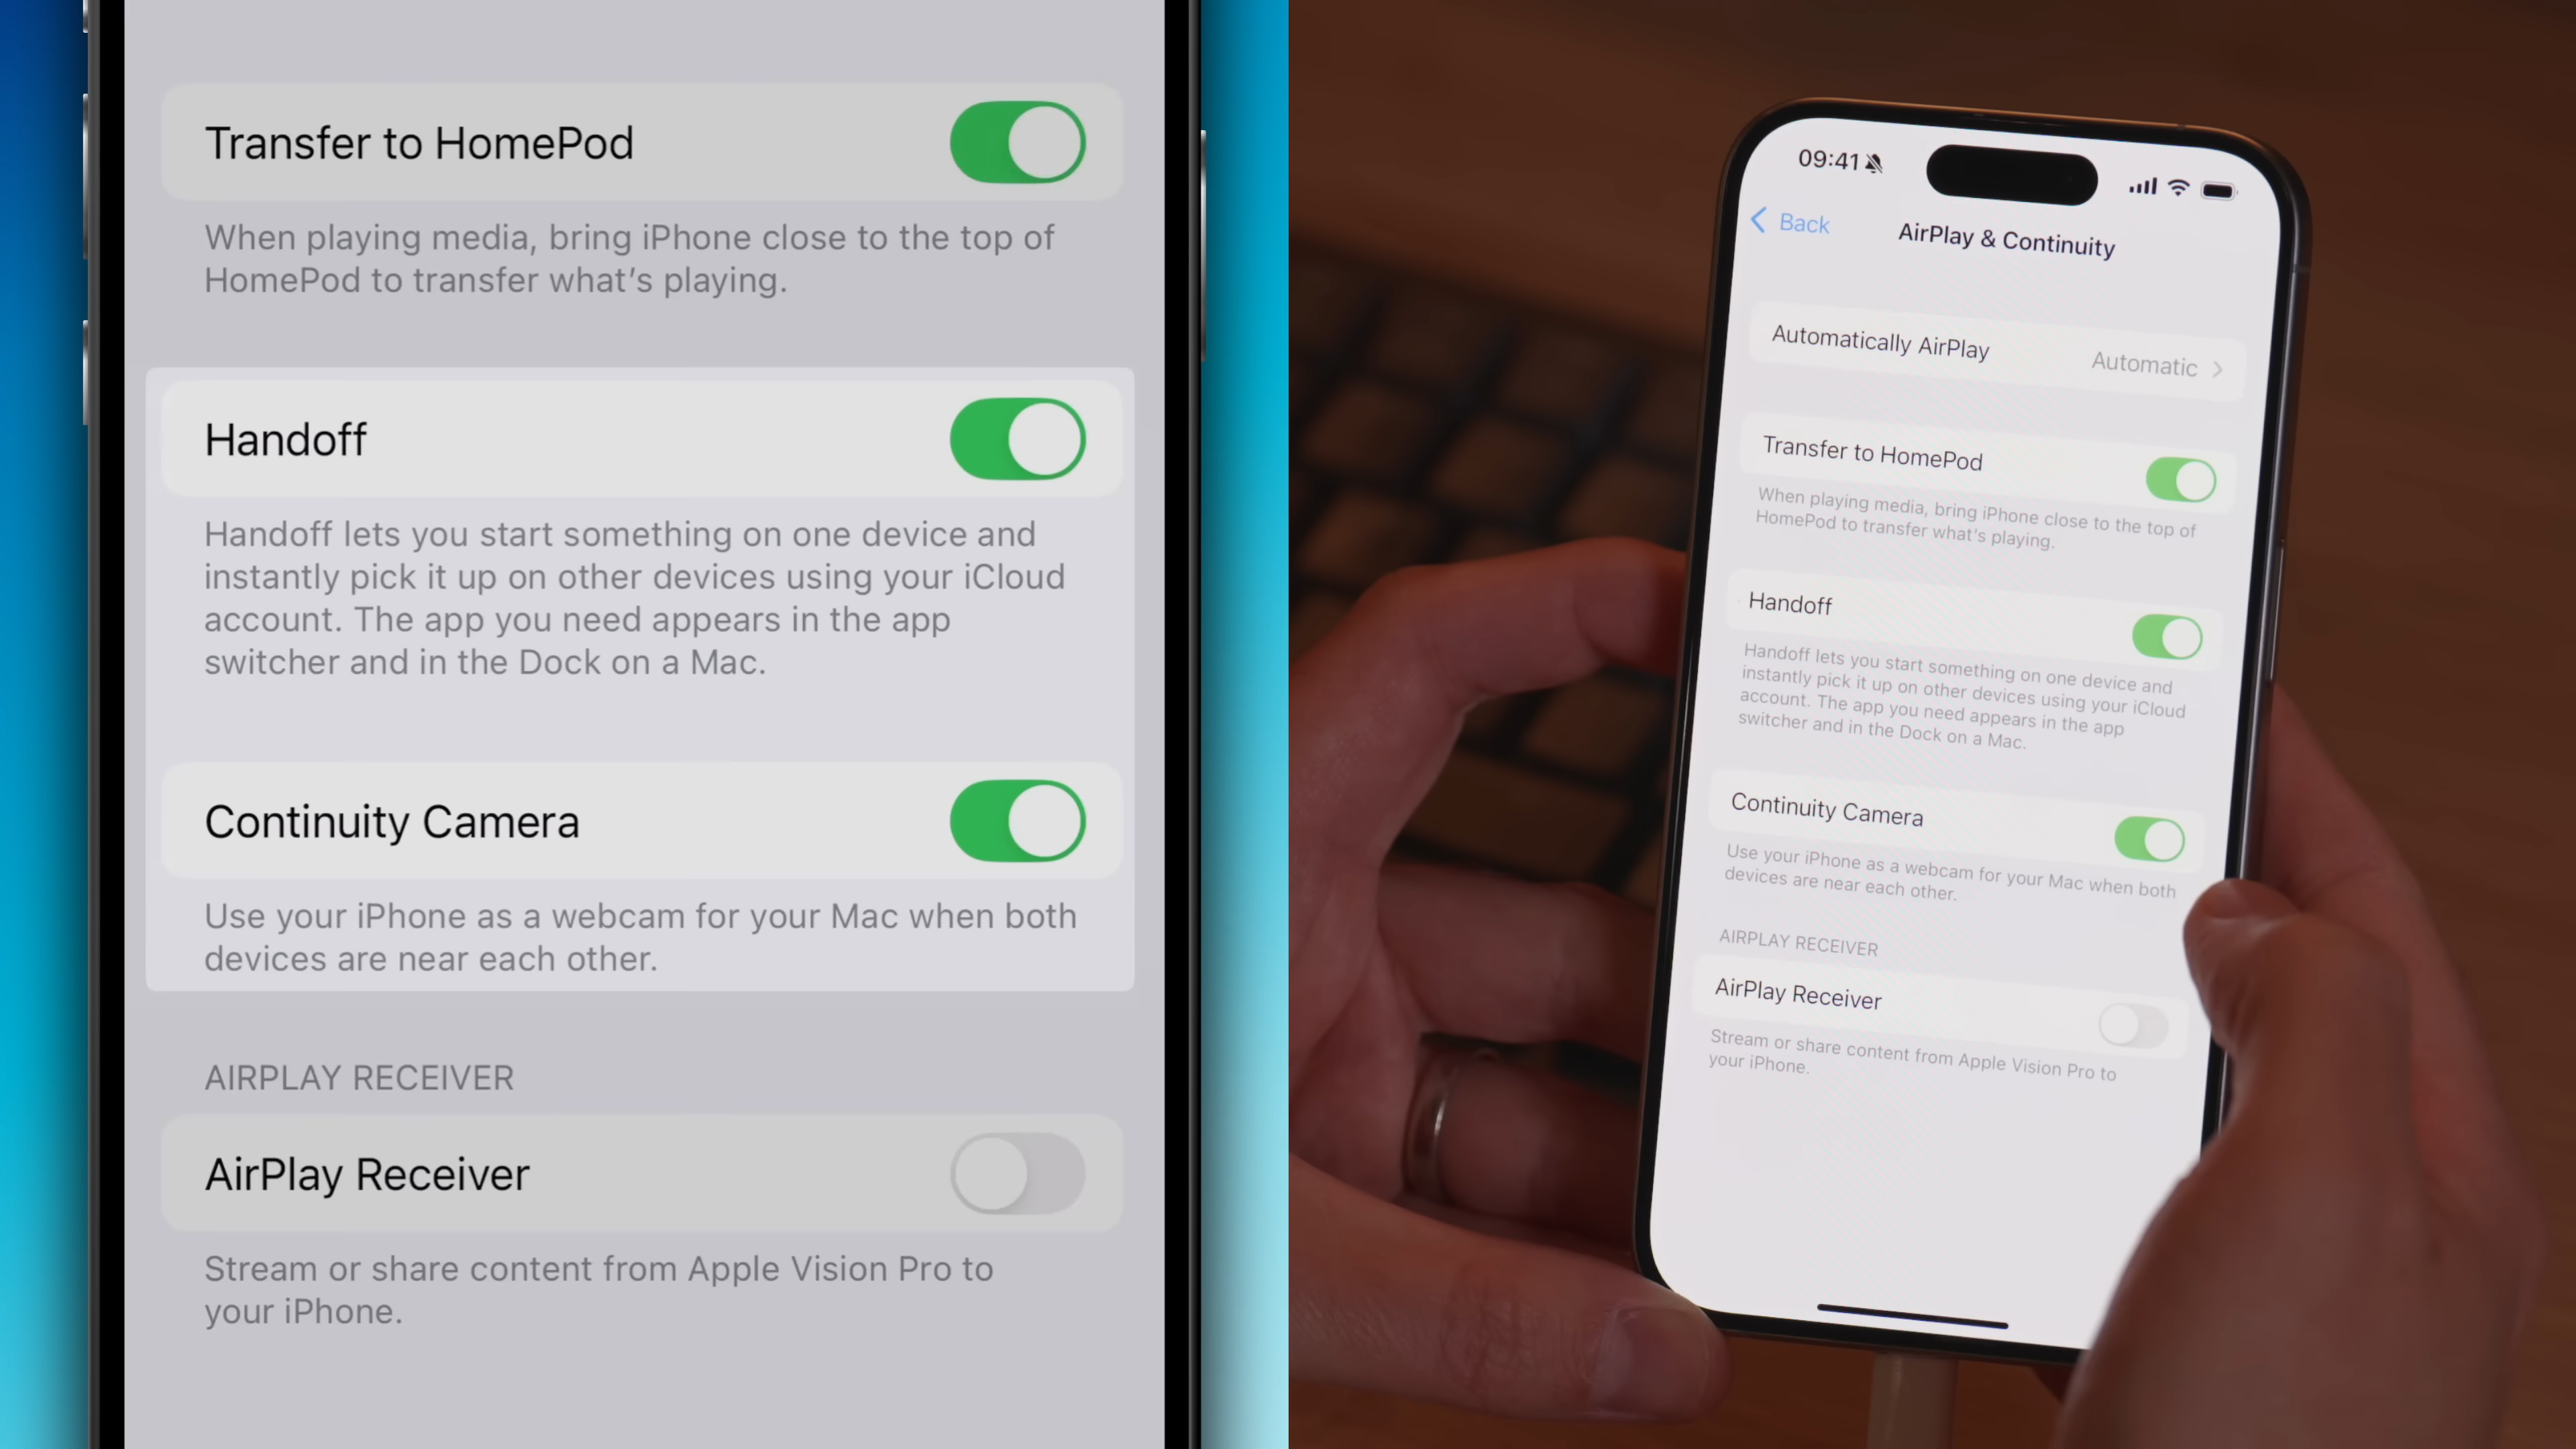 Transfer to HomePod
When playing media, bring iPhone close to the top of
HomePod to transfer what's playing.
Handoff
Handoff lets you start something on one device and
instantly pick it up on other devices using your iCloud
account. The app you need appears in the app
switcher and in the Dock on a Mac.
Continuity Camera
Use your iPhone as a webcam for your Mac when both
devices are near each other.
AIRPLAY RECEIVER
AirPlay Receiver
Stream or share content from Apple Vision Pro to
your iPhone.
09:41
Back
AirPlay & Continuity
Automatically AirPlay Automatic
Transfer to HomePod
When playing media, bring iPhone close to the top of
HomePod to transfer what's playing.
Handoff
Handoff lets you start something on one device and
instantly pick it up on other devices using your iCloud
account. The app you need appears in the app
switcher and in the Dock on a Mac.
Continuity Camera
Use your iPhone as a webcam for your Mac when both
devices are near each other.
AIRPLAY RECEIVER
AirPlay Receiver
Stream or share content from Apple Vision Pro to
your iPhone.